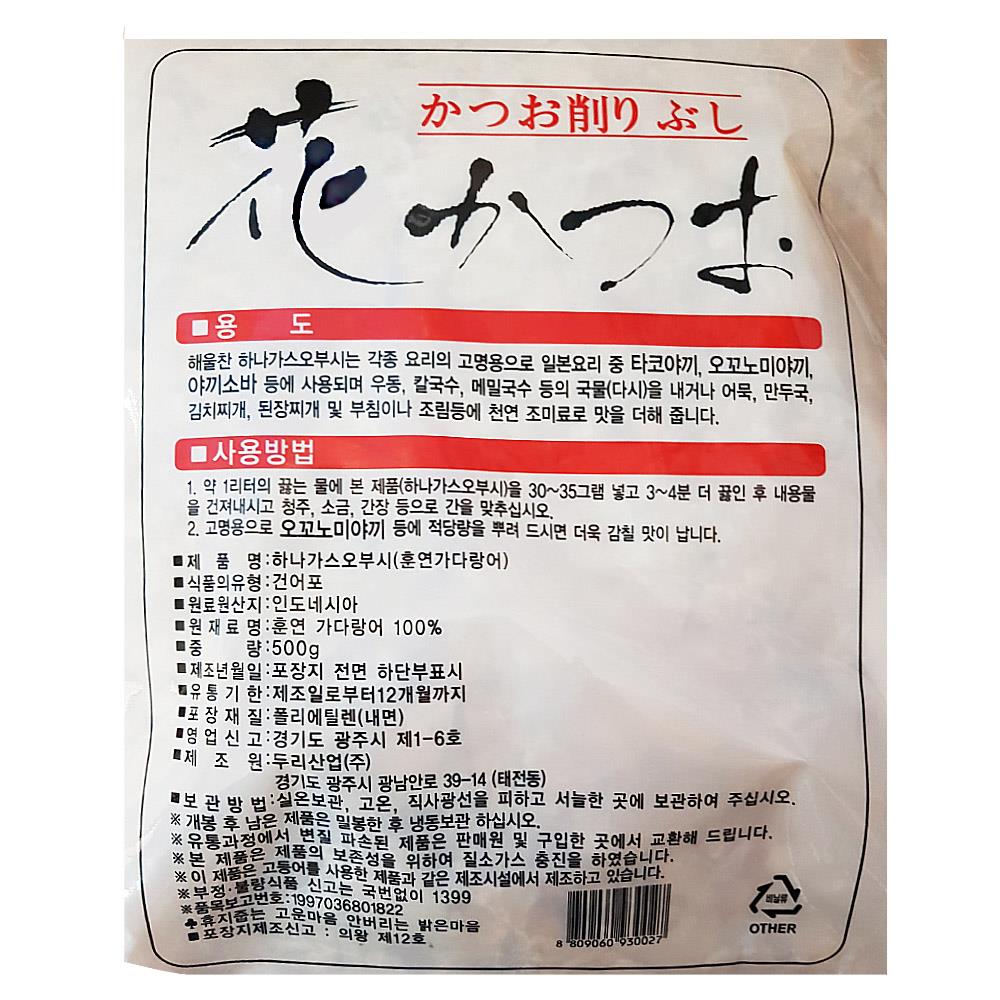 かつお削りぶし
花かつお
■용 도
해울찬 하나가스오부시는 각종 요리의 고명용으로 일본요리 중 타코야끼, 오꼬노미야끼,
야끼소바 등에 사용되며 우동, 칼국수, 메밀국수 등의 국물(다시)을 내거나 어묵, 만두국,
김치찌개, 된장찌개 및 부침이나 조림등에 천연 조미료로 맛을 더해 줍니다.
■사용방법
1. 약 1리터의 끓는 물에 본 제품(하나가스오부시)을 30~35그램 넣고 3~4분 더 끓인 후 내용물
을 건져내시고 청주, 소금, 간장 등으로 간을 맞추십시오.
2. 고명용으로 오꼬노미야끼 등에 적당량을 뿌려 드시면 더욱 감칠 맛이 납니다.
■제 품 명:하나가스오부시(훈연가다랑어)
■식품의유형:건어포
■원료원산지:인도네시아
■원 재 료 명:훈연 가다랑어 100%
■중 량:500g
■제조년월일:포장지 전면 하단부표시
■유 통 기 한:제조일로부터12개월까지
■포 장 재 질:폴리에틸렌(내면)
■영 업 신 고:경기도 광주시 제1-6호
■제 조 원:두리산업(주)
경기도 광주시 광남안로 39-14 (태전동)
■보 관 방 법:실온보관, 고온, 직사광선을 피하고 서늘한 곳에 보관하여 주십시오.
※개봉 후 남은 제품은 밀봉한 후 냉동보관 하십시오.
※유통과정에서 변질 파손된 제품은 판매원 및 구입한 곳에서 교환해 드립니다.
※본 제품은 제품의 보존성을 위하여 질소가스 충진을 하였습니다.
※이 제품은 고등어를 사용한 제품과 같은 제조시설에서 제조하고 있습니다.
※부정·불량식품 신고는 국번없이 1399
※품목보고번호:1997036801822
♣휴지줍는 고운마음 안버리는 밝은마음
■포장지제조신고 : 의왕 제12호
8 809060 930027
비닐류
OTHER